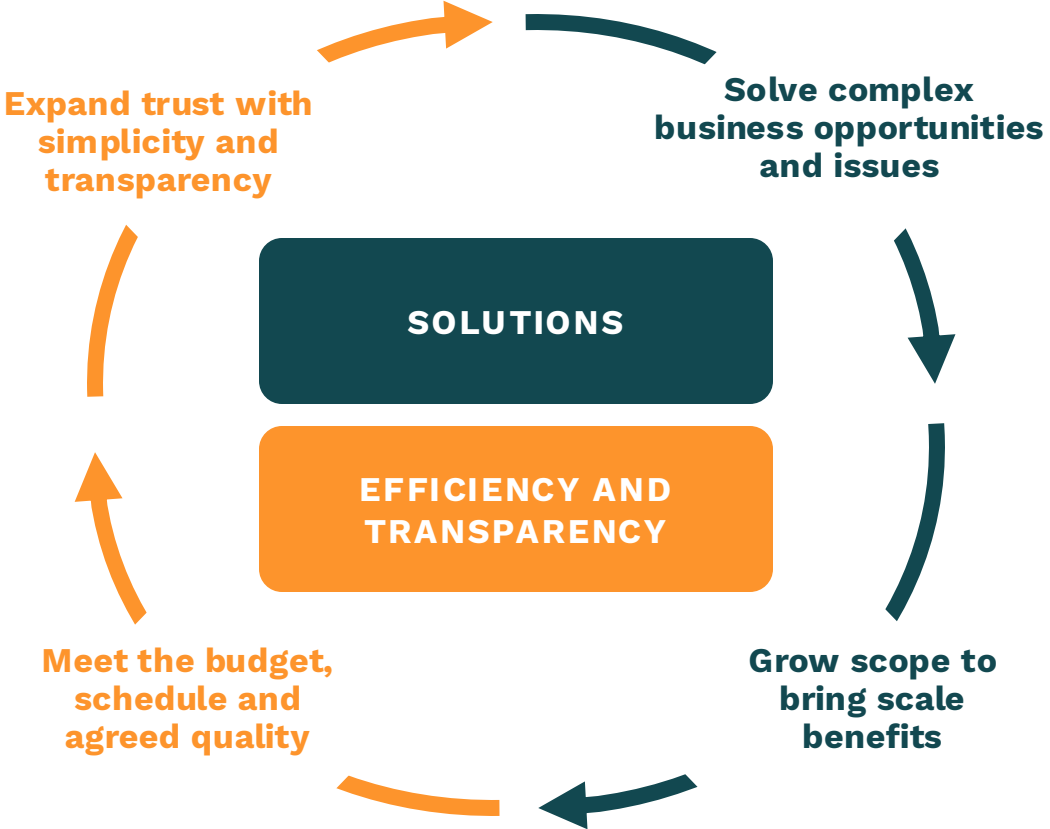 Expand trust with
simplicity and
transparency
Solve complex
business opportunities
and issues
SOLUTIONS
EFFICIENCY AND
TRANSPARENCY
Meet the budget,
schedule and
agreed quality
Grow scope to
bring scale
benefits